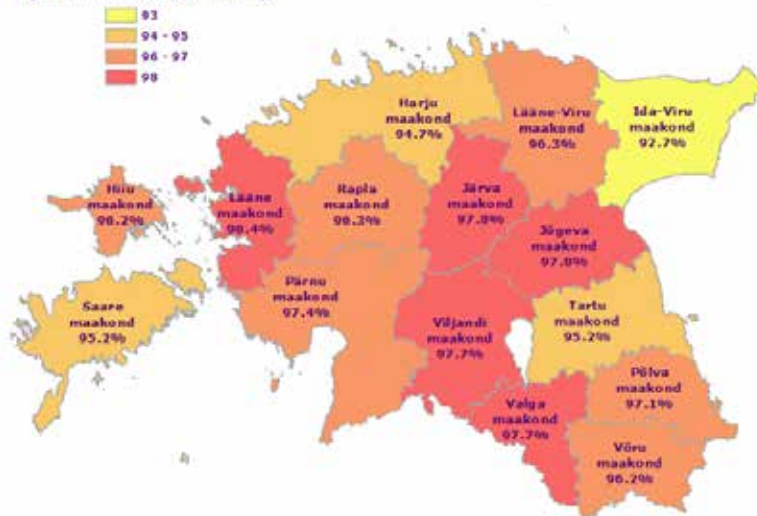 93
94 - 95
96 - 97
98
Harju
maakond
94.7%
Lääne-Viru
maakond
96.3%
Ida-Viru
maakond
92.7%
Hiiu
maakond
96.2%
Lääne
maakond
98.4%
Rapla
maakond
96.3%
Järva
maakond
97.8%
Jõgeva
maakond
97.8%
Saare
maakond
95.2%
Pärnu
maakond
97.4%
Viljandi
maakond
97.7%
Tartu
maakond
95.2%
Põlva
maakond
97.1%
Valga
maakond
97.7%
Võru
maakond
96.2%